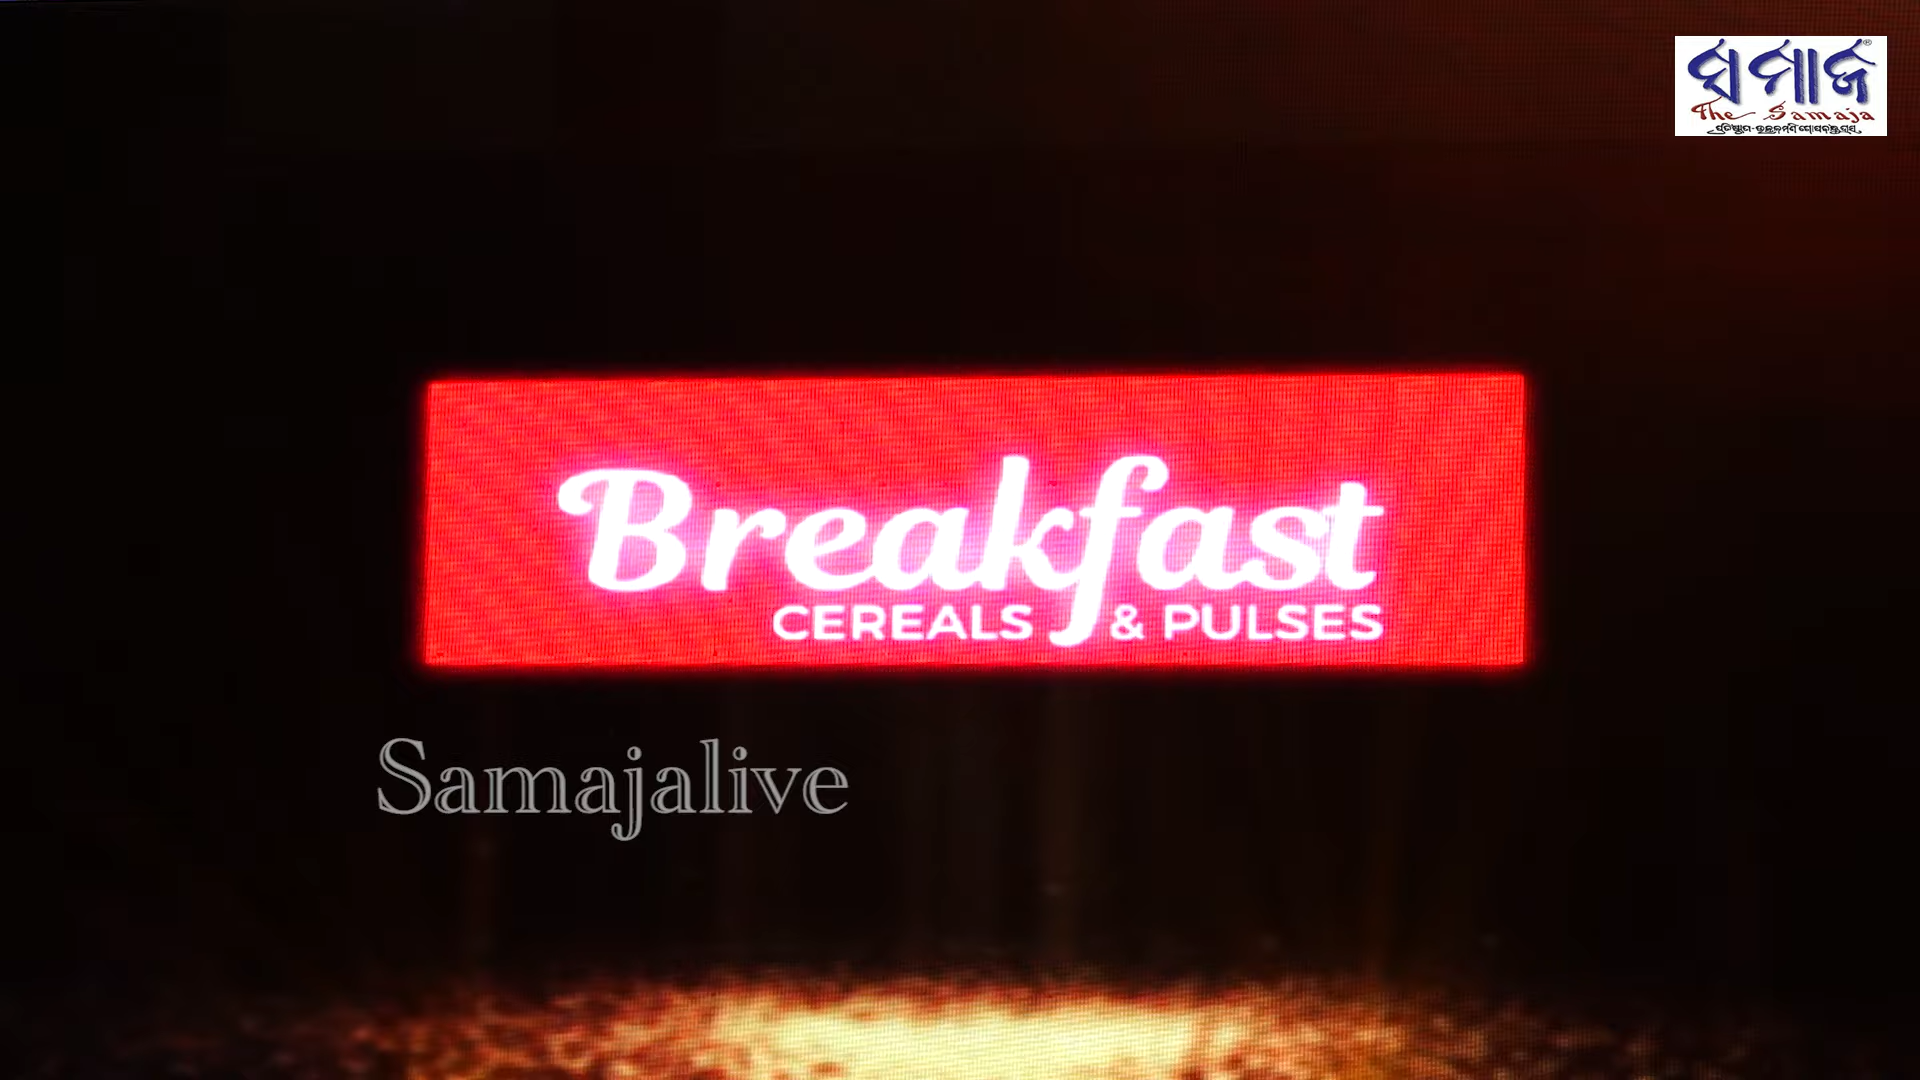 ସମାଜ
The Samaja
Breakfast
CEREALS & PULSES
Samajalive